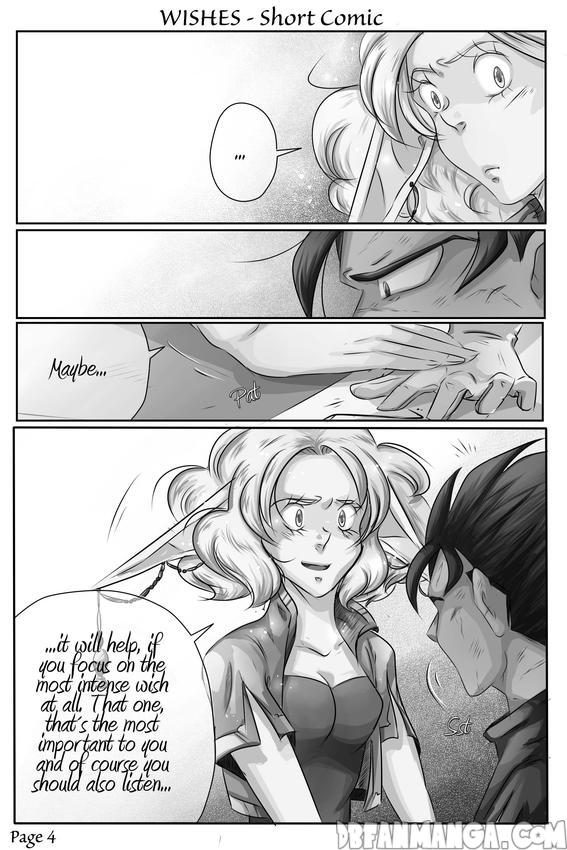 WISHES - Short Comic
...
Maybe...
Pat
...it will help, if
you focus on the
most intense wish
at all. That one,
that's the most
important to you
and of course you
should also listen...
Sst
Page 4
DBFANMANGA.COM